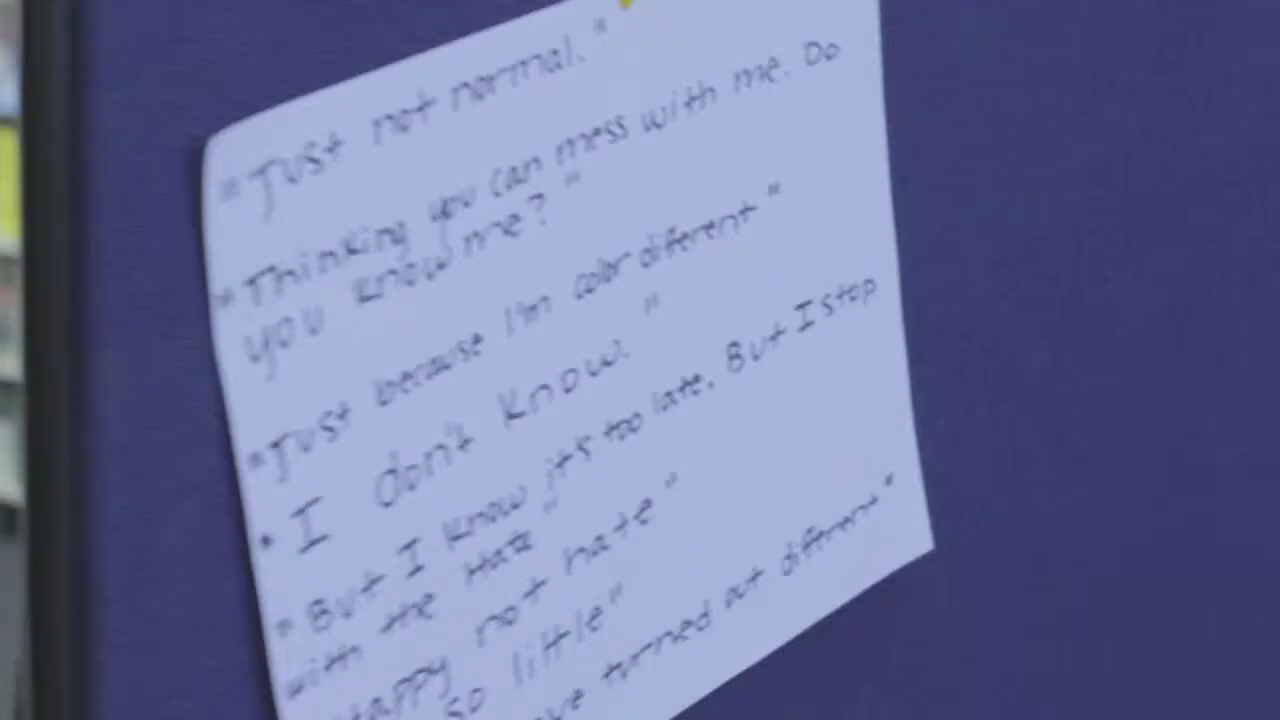 "Just not normal."
"Thinking you can mess with me. Do
you know me?"
"Just because I'm color different"
"I don't know."
"But I know it's too late. But I stop
with the Hate"
Happy not hate"
so little"
turned out different"